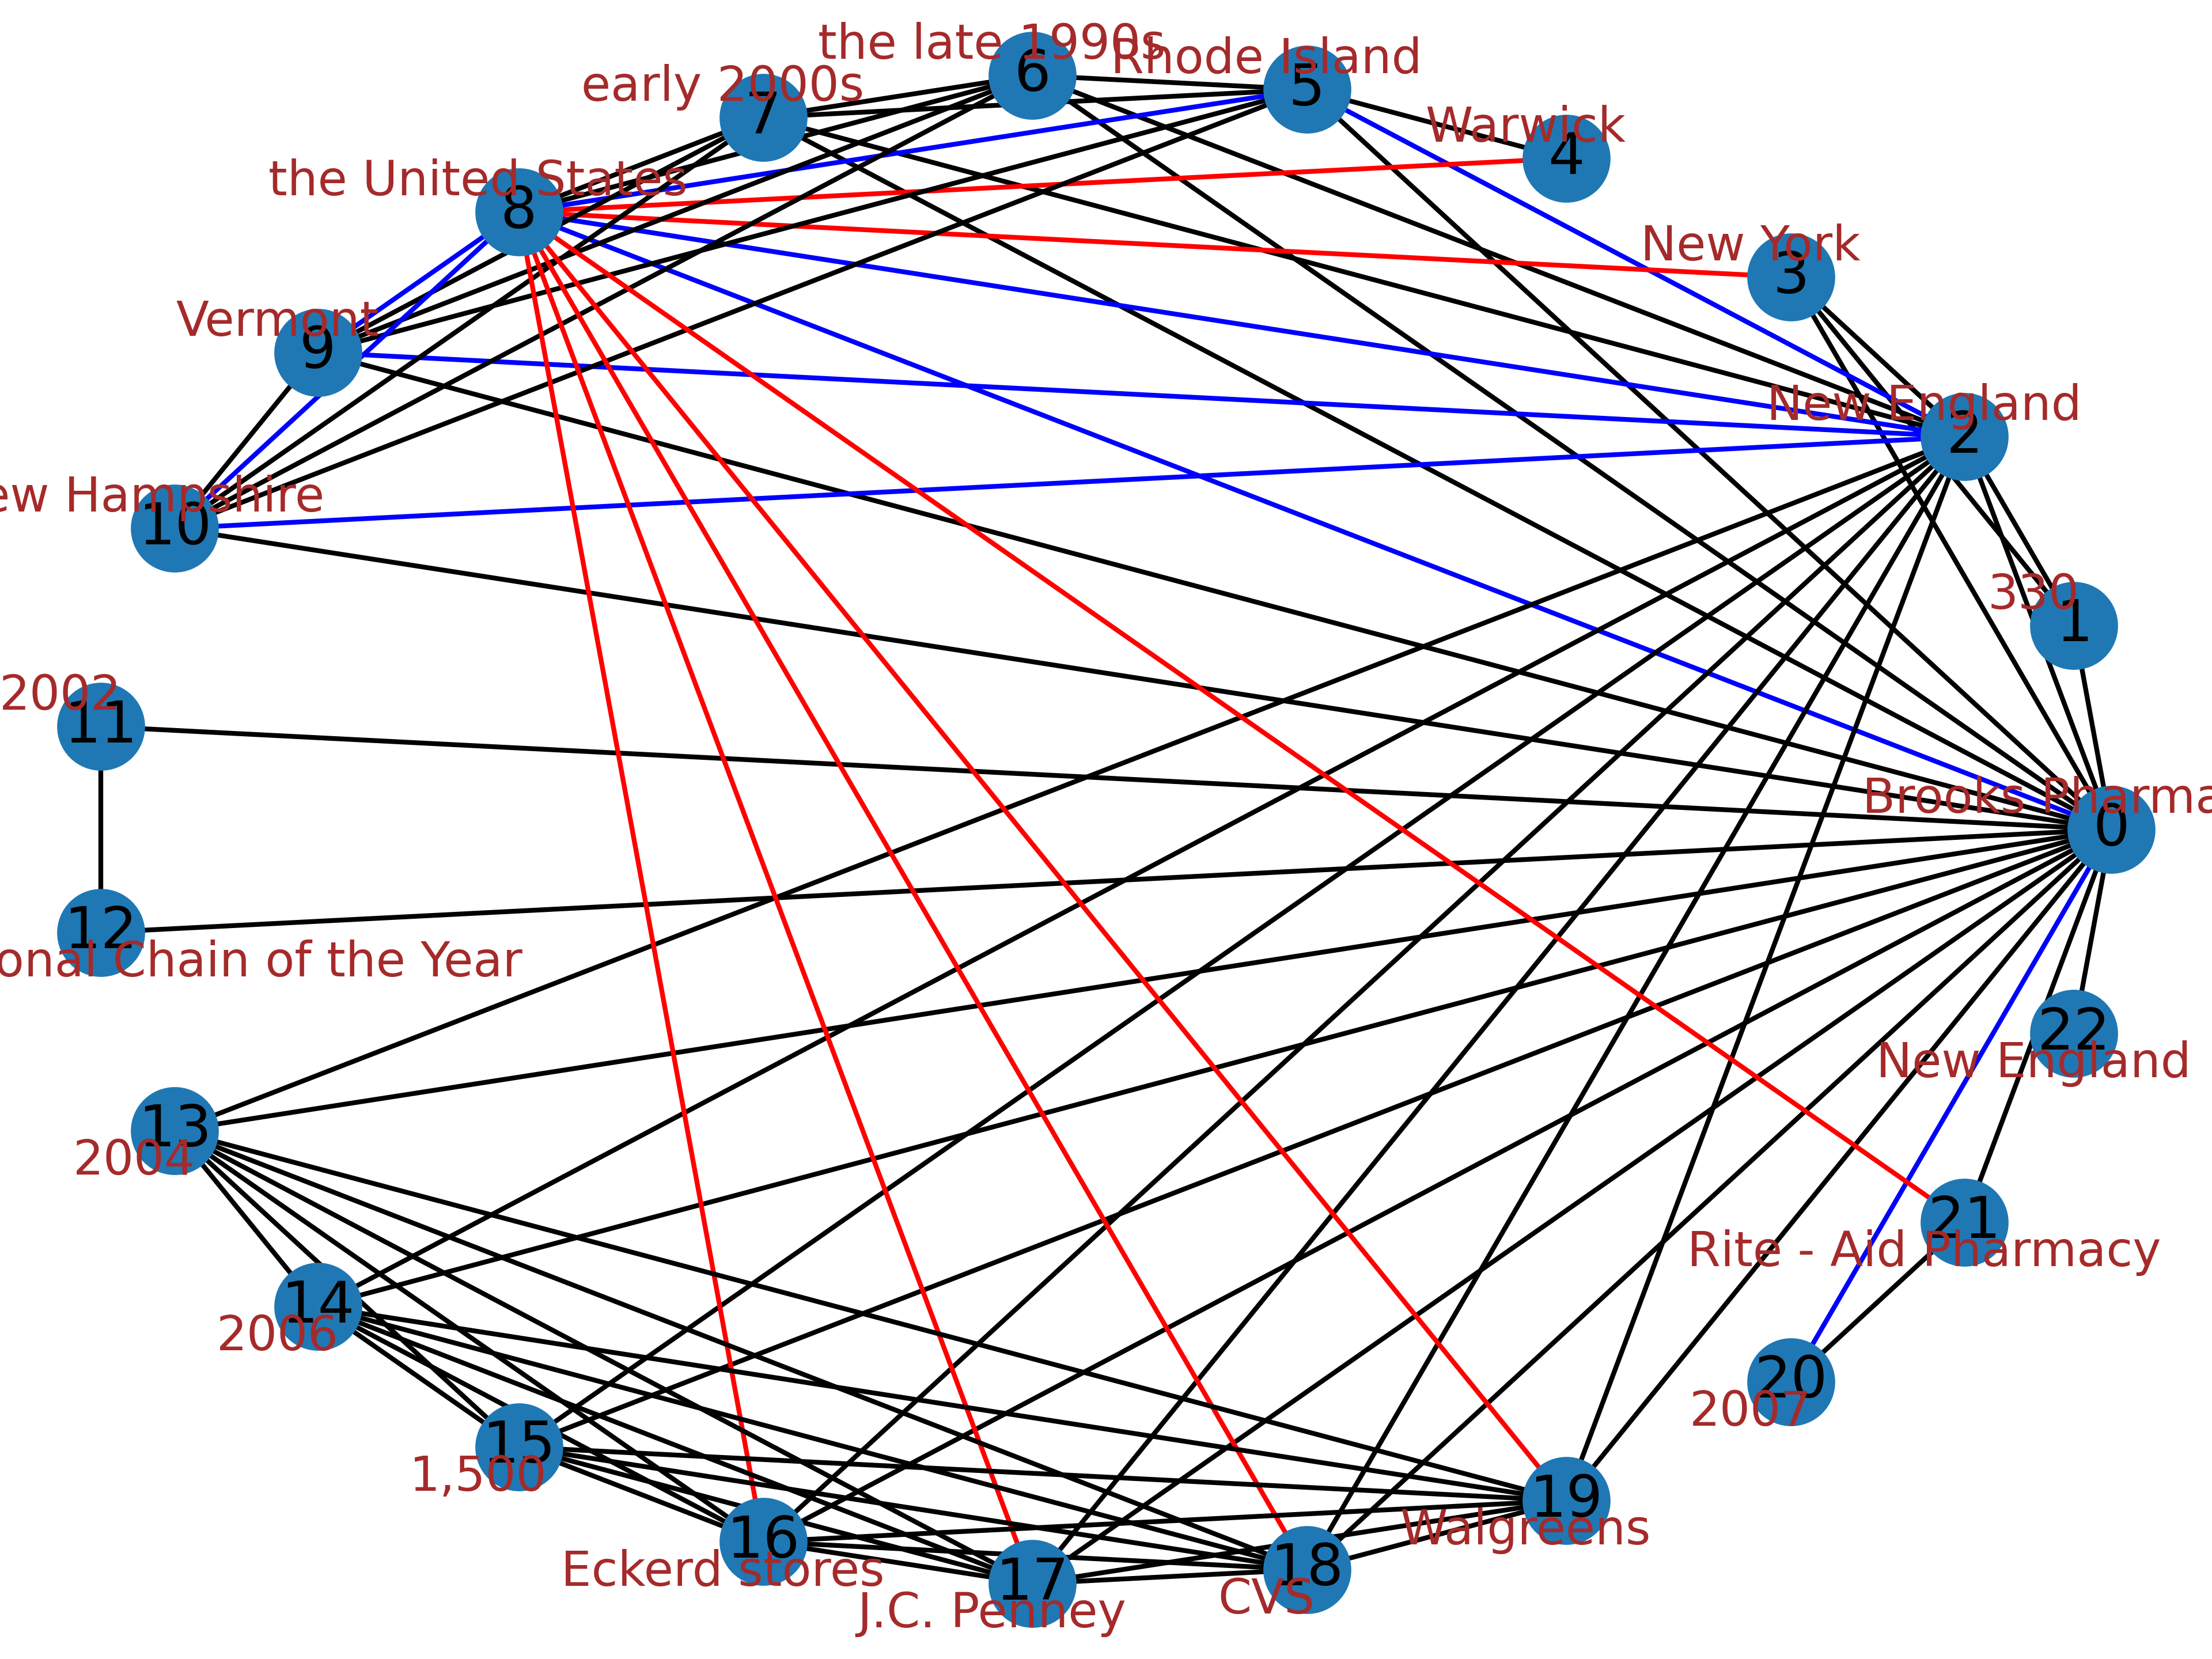 the late 1990s
6
Rhode Island
5
early 2000s
7
Warwick
4
the United States
8
New York
3
Vermont
9
New England
2
ew Hampshire
10
330
1
2002
11
Brooks Pharma
0
12
onal Chain of the Year
22
New England
13
2004
21
Rite - Aid Pharmacy
14
2006
20
2007
15
1,500
19
Walgreens
16
Eckerd stores
18
CVS
17
J.C. Penney